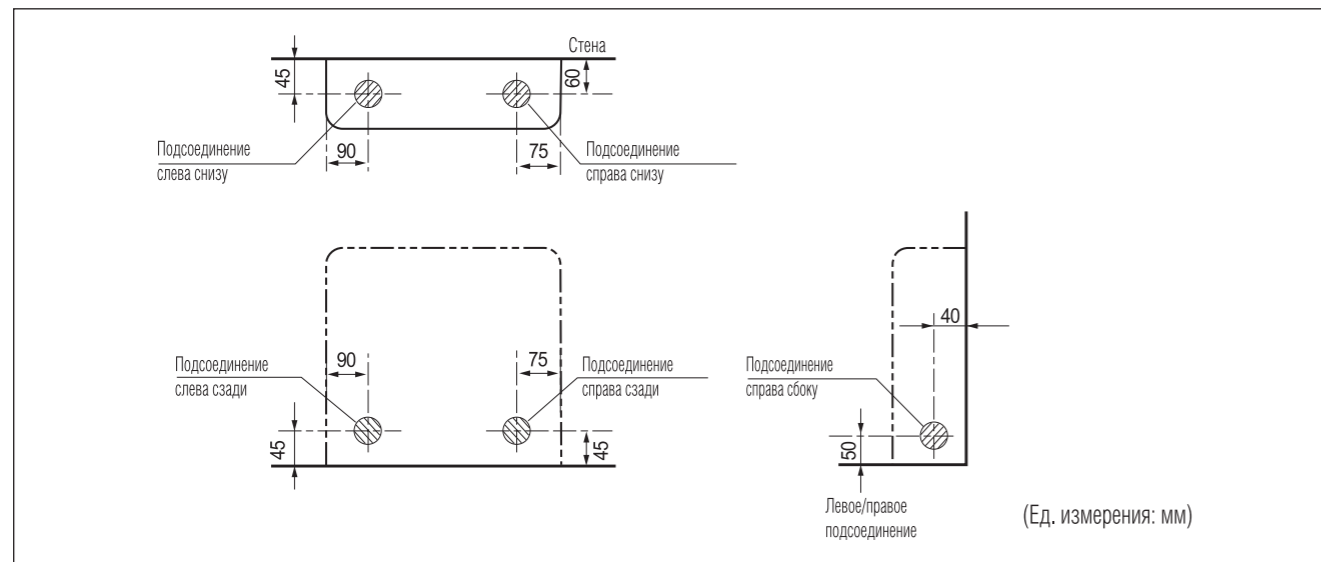 Стена
45
60
Подсоединение
слева снизу
90
75
Подсоединение
справа снизу
Подсоединение
слева сзади
90
75
Подсоединение
справа сзади
45
45
40
Подсоединение
справа сбоку
50
Левое/правое
подсоединение
(Ед. измерения: мм)